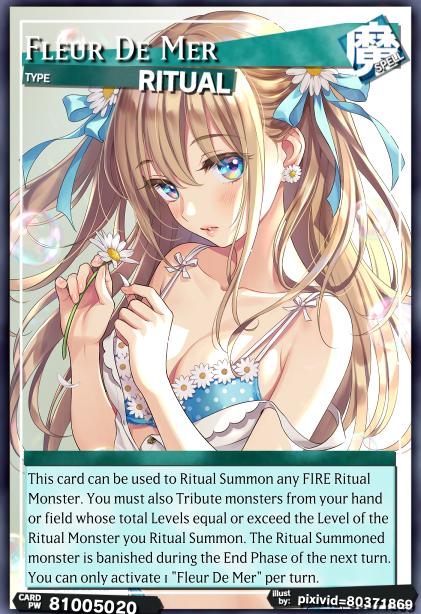 Fleur De Mer
魔
SPELL
TYPE
RITUAL
This card can be used to Ritual Summon any FIRE Ritual
Monster. You must also Tribute monsters from your hand
or field whose total Levels equal or exceed the Level of the
Ritual Monster you Ritual Summon. The Ritual Summoned
monster is banished during the End Phase of the next turn.
You can only activate 1 "Fleur De Mer" per turn.
CARD
PW
81005020
illust
by:
pixivid=80371869